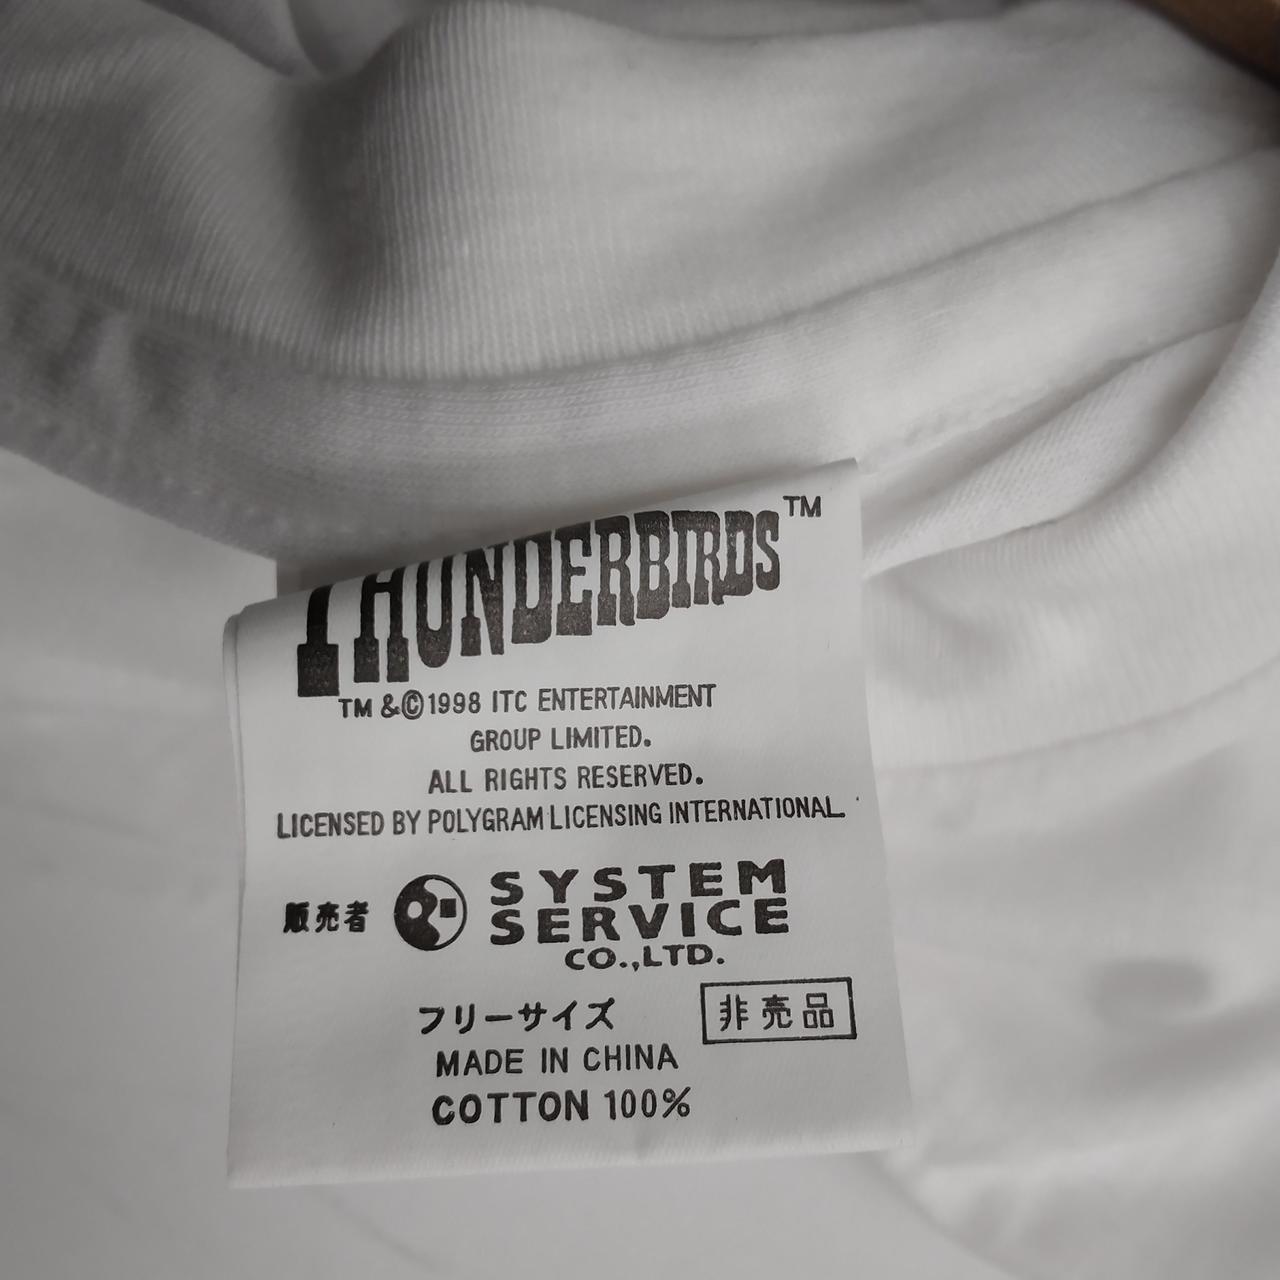 THUNDERBIRDS™
TM &©1998 ITC ENTERTAINMENT
GROUP LIMITED.
ALL RIGHTS RESERVED.
LICENSED BY POLYGRAM LICENSING INTERNATIONAL.
販売者 SYSTEM
SERVICE
CO.,LTD.
フリーサイズ 非売品
MADE IN CHINA
COTTON 100%